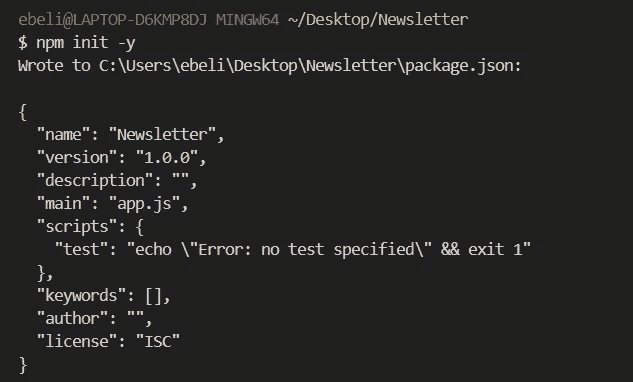 ebeli@LAPTOP-D6KMP8DJ MINGW64 ~/Desktop/Newsletter
$ npm init -y
Wrote to C:\Users\ebeli\Desktop\Newsletter\package.json:

{
  "name": "Newsletter",
  "version": "1.0.0",
  "description": "",
  "main": "app.js",
  "scripts": {
    "test": "echo \"Error: no test specified\" && exit 1"
  },
  "keywords": [],
  "author": "",
  "license": "ISC"
}